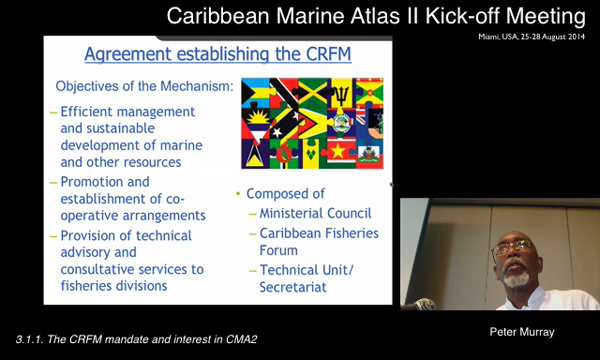 Caribbean Marine Atlas II Kick-off Meeting
Miami, USA, 25-28 August 2014
Agreement establishing the CRFM
Objectives of the Mechanism:
– Efficient management
and sustainable
development of marine
and other resources
– Promotion and
establishment of co-
operative arrangements
– Provision of technical
advisory and
consultative services to
fisheries divisions
• Composed of
– Ministerial Council
– Caribbean Fisheries
Forum
– Technical Unit/
Secretariat
Peter Murray
3.1.1. The CRFM mandate and interest in CMA2